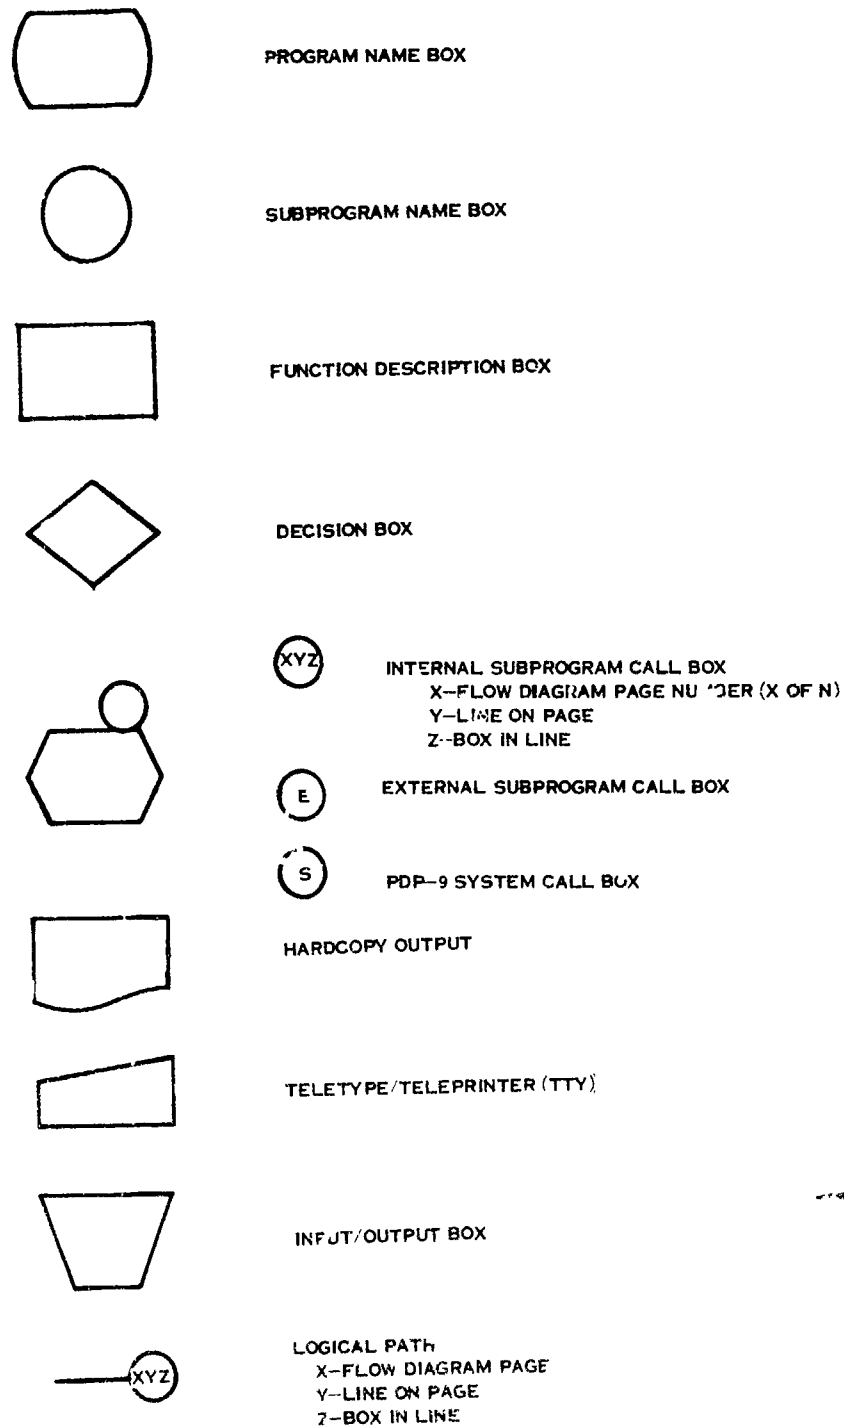 PROGRAM NAME BOX
SUBPROGRAM NAME BOX
FUNCTION DESCRIPTION BOX
DECISION BOX
XYZ
INTERNAL SUBPROGRAM CALL BOX
X-FLOW DIAGRAM PAGE (X OF N)
Y-LINE ON PAGE
Z-BOX IN LINE
E
EXTERNAL SUBPROGRAM CALL BOX
S
PDP-9 SYSTEM CALL BOX
HARDCOPY OUTPUT
TELETYPE/TELEPRINTER (TTY)
INPUT/OUTPUT BOX
XYZ
LOGICAL PATH
X-FLOW DIAGRAM PAGE
Y-LINE ON PAGE
Z-BOX IN LINE